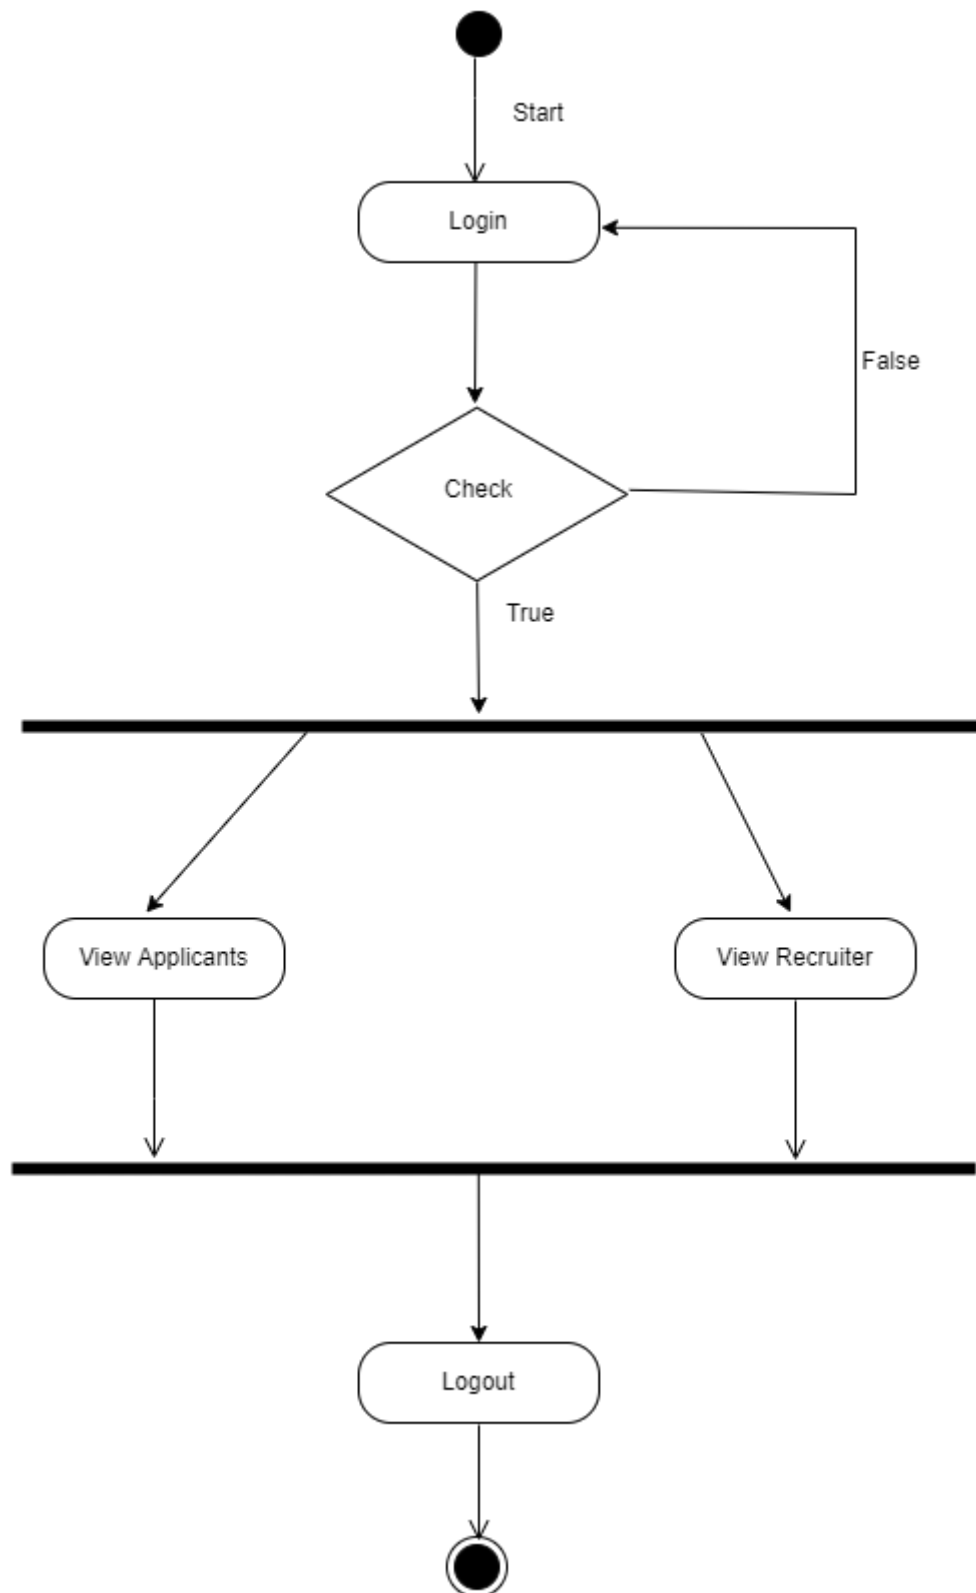 Start
Login
False
Check
True
View Applicants
View Recruiter
Logout